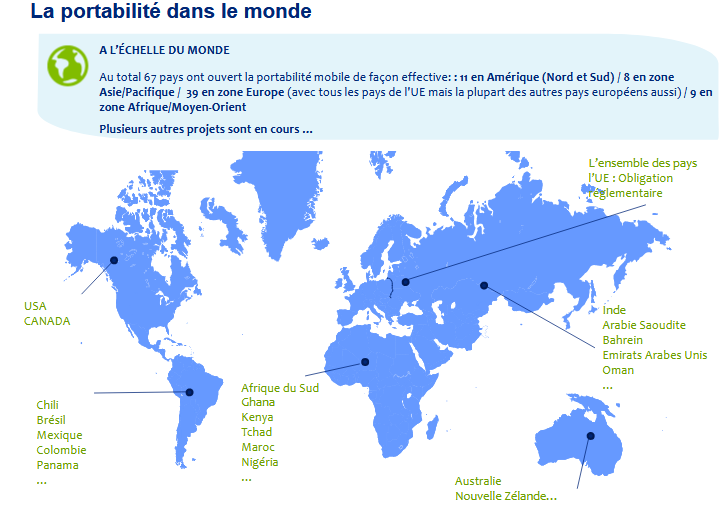 La portabilité dans le monde
A L'ÉCHELLE DU MONDE
Au total 67 pays ont ouvert la portabilité mobile de façon effective: : 11 en Amérique (Nord et Sud) / 8 en zone
Asie/Pacifique / 39 en zone Europe (avec tous les pays de l'UE mais la plupart des autres pays européens aussi) / 9 en
zone Afrique/Moyen-Orient
Plusieurs autres projets sont en cours ...
L'ensemble des pays
l'UE : Obligation
règlementaire
USA
CANADA
Inde
Arabie Saoudite
Bahrein
Emirats Arabes Unis
Oman
...
Chili
Brésil
Mexique
Colombie
Panama
...
Afrique du Sud
Ghana
Kenya
Tchad
Maroc
Nigéria
...
Australie
Nouvelle Zélande...